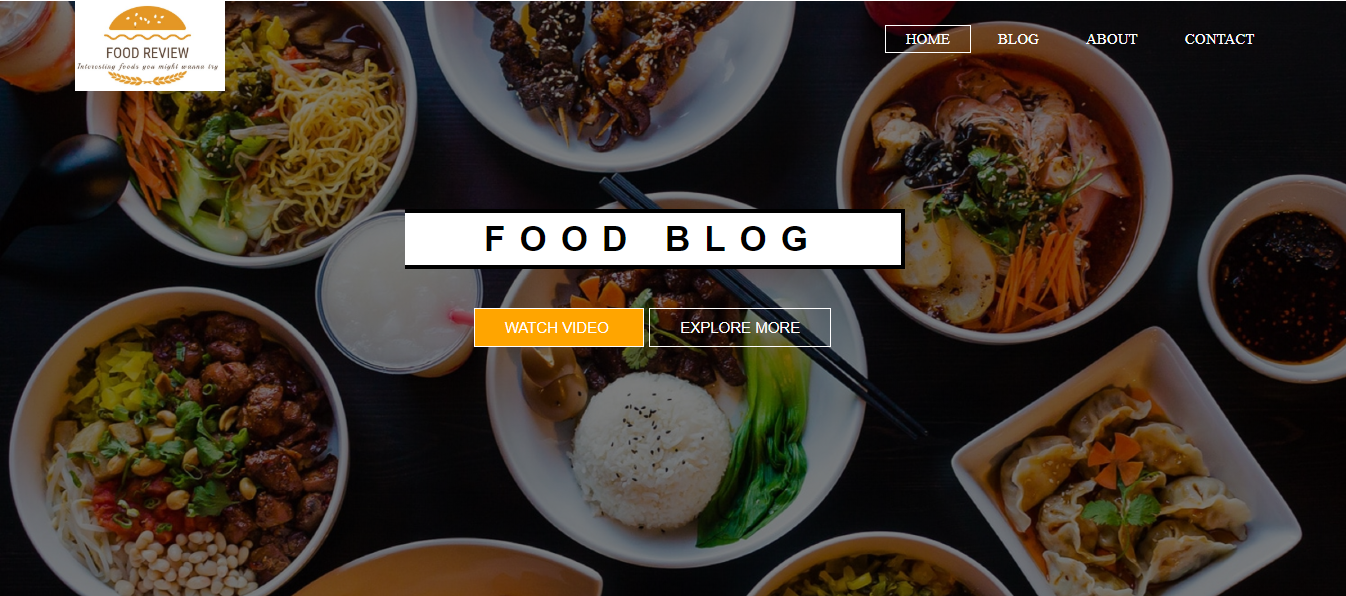 FOOD REVIEW
Interesting foods you might wanna try
HOME BLOG ABOUT CONTACT
FOOD BLOG
WATCH VIDEO EXPLORE MORE